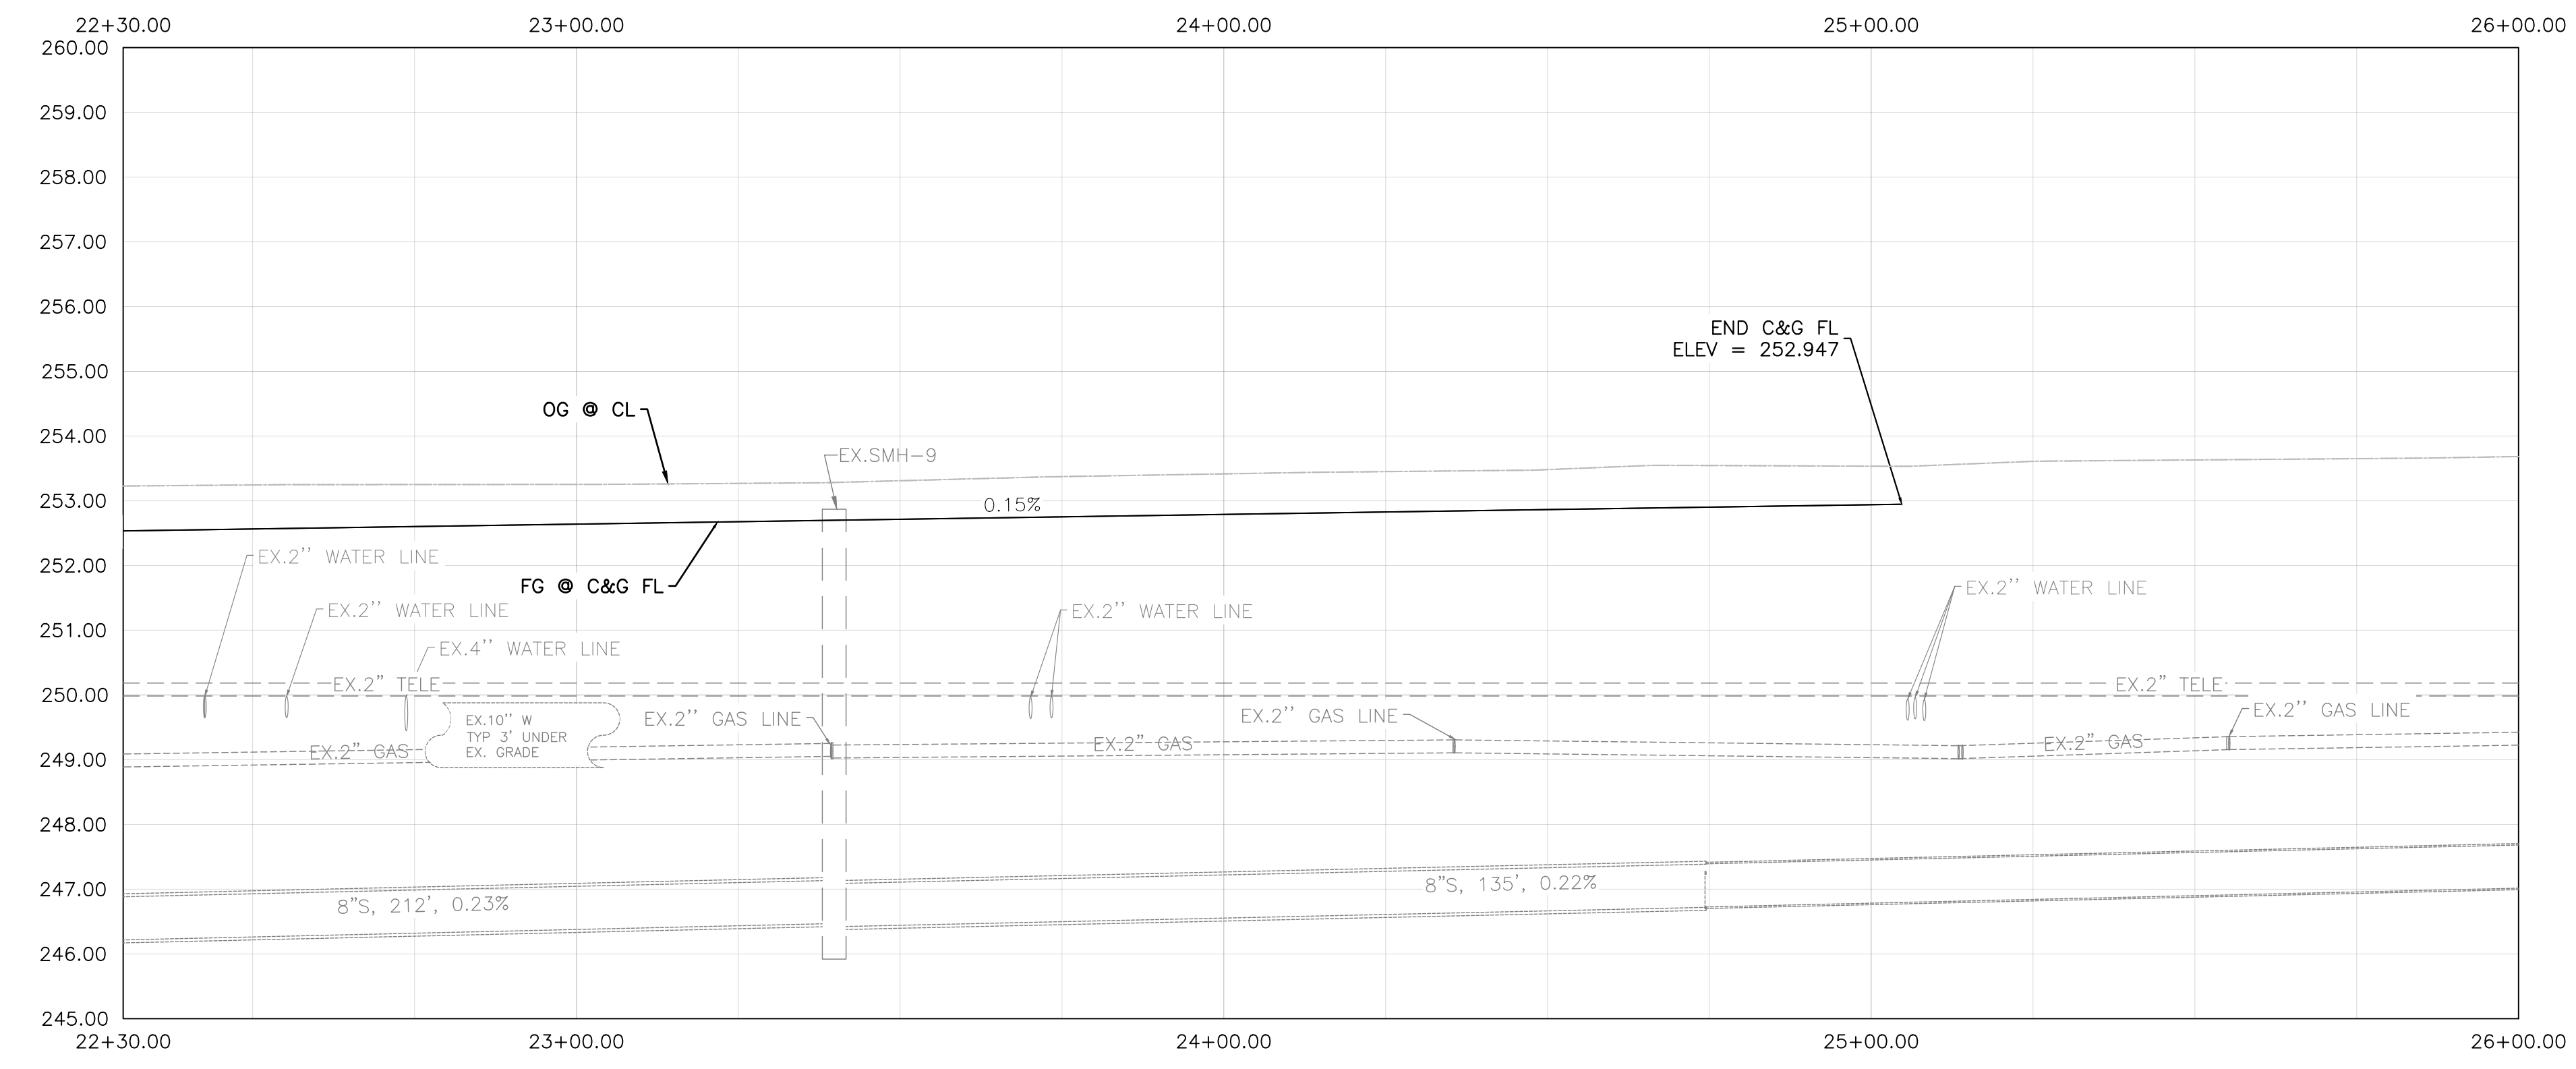 22+30.00 23+00.00 24+00.00 25+00.00 26+00.00
260.00
259.00
258.00
257.00
256.00
255.00
254.00
253.00
252.00
251.00
250.00
249.00
248.00
247.00
246.00
245.00
END C&G FL
ELEV = 252.947
OG @ CL
EX.SMH-9
0.15%
EX.2'' WATER LINE
FG @ C&G FL
EX.2'' WATER LINE
EX.2'' WATER LINE
EX.2'' WATER LINE
EX.4'' WATER LINE
EX.2" TELE
EX.2" TELE
EX.10'' W
TYP 3' UNDER
EX. GRADE
EX.2'' GAS LINE
EX.2'' GAS LINE
EX.2'' GAS LINE
EX.2" GAS
EX.2" GAS
EX.2" GAS
8"S, 212', 0.23%
8"S, 135', 0.22%
22+30.00 23+00.00 24+00.00 25+00.00 26+00.00